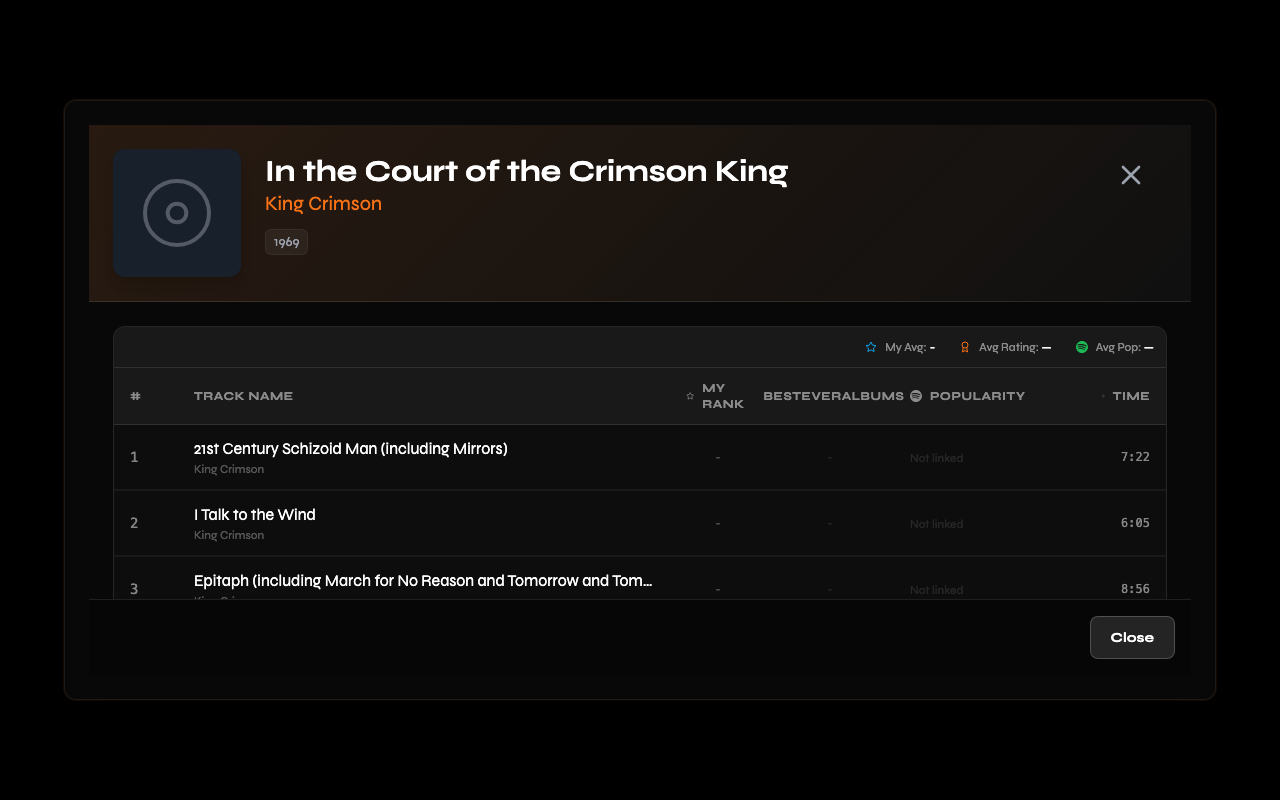 In the Court of the Crimson King
King Crimson
1969
My Avg: - Avg Rating: — Avg Pop: —
# TRACK NAME MY RANK BESTEVERALBUMS POPULARITY TIME
1 21st Century Schizoid Man (including Mirrors) - - Not linked 7:22
King Crimson
2 I Talk to the Wind - - Not linked 6:05
King Crimson
3 Epitaph (including March for No Reason and Tomorrow and Tom... - - Not linked 8:56
Close